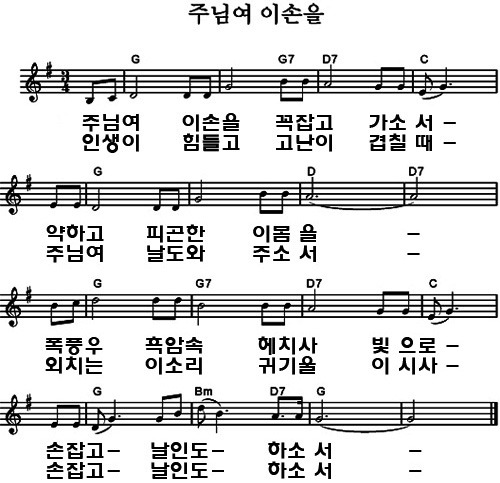 주님여 이손을
G G7 D7 C
3
4
주님여 이손을 꼭잡고 가소 서 -
인생이 힘들고 고난이 겹칠 때 -
G D D7
약하고 피곤한 이몸 을 -
주님여 날도와 주소 서 -
G G7 D7 C
폭풍우 흑암속 헤치사 빛 으로 -
외치는 이소리 귀기울 이 시사 -
G Bm D7 G
손잡고 - 날인도 - 하소 서 -
손잡고 - 날인도 - 하소 서 -